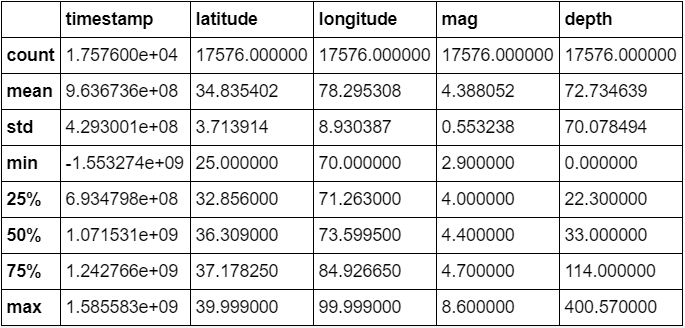 timestamp latitude longitude mag depth
count 1.757600e+04 17576.000000 17576.000000 17576.000000 17576.000000
mean 9.636736e+08 34.835402 78.295308 4.388052 72.734639
std 4.293001e+08 3.713914 8.930387 0.553238 70.078494
min -1.553274e+09 25.000000 70.000000 2.900000 0.000000
25% 6.934798e+08 32.856000 71.263000 4.000000 22.300000
50% 1.071531e+09 36.309000 73.599500 4.400000 33.000000
75% 1.242766e+09 37.178250 84.926650 4.700000 114.000000
max 1.585583e+09 39.999000 99.999000 8.600000 400.570000